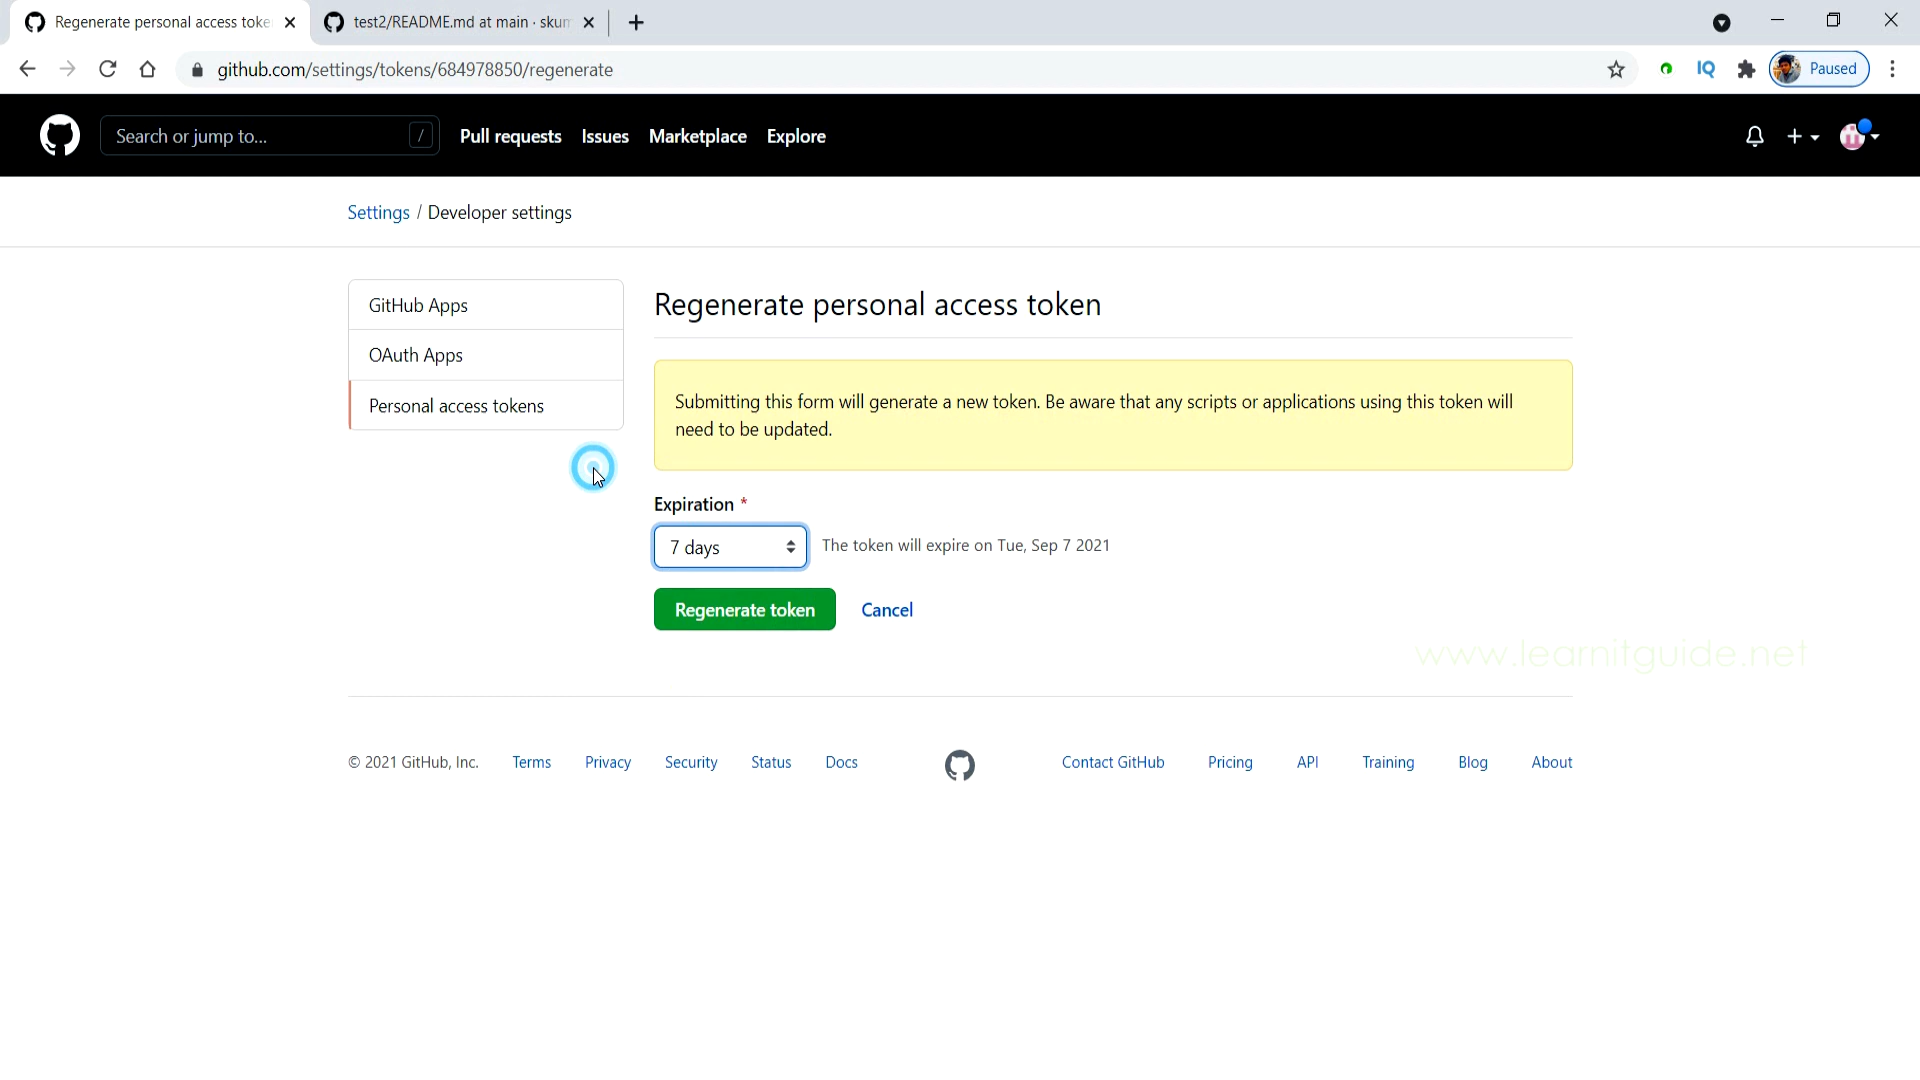 Regenerate personal access toke
test2/README.md at main · skum
github.com/settings/tokens/684978850/regenerate
IQ
Paused
Search or jump to...
/
Pull requests
Issues
Marketplace
Explore
Settings / Developer settings
GitHub Apps
OAuth Apps
Personal access tokens
Regenerate personal access token
Submitting this form will generate a new token. Be aware that any scripts or applications using this token will
need to be updated.
Expiration *
7 days
The token will expire on Tue, Sep 7 2021
Regenerate token
Cancel
www.learnitguide.net
© 2021 GitHub, Inc.
Terms
Privacy
Security
Status
Docs
Contact GitHub
Pricing
API
Training
Blog
About